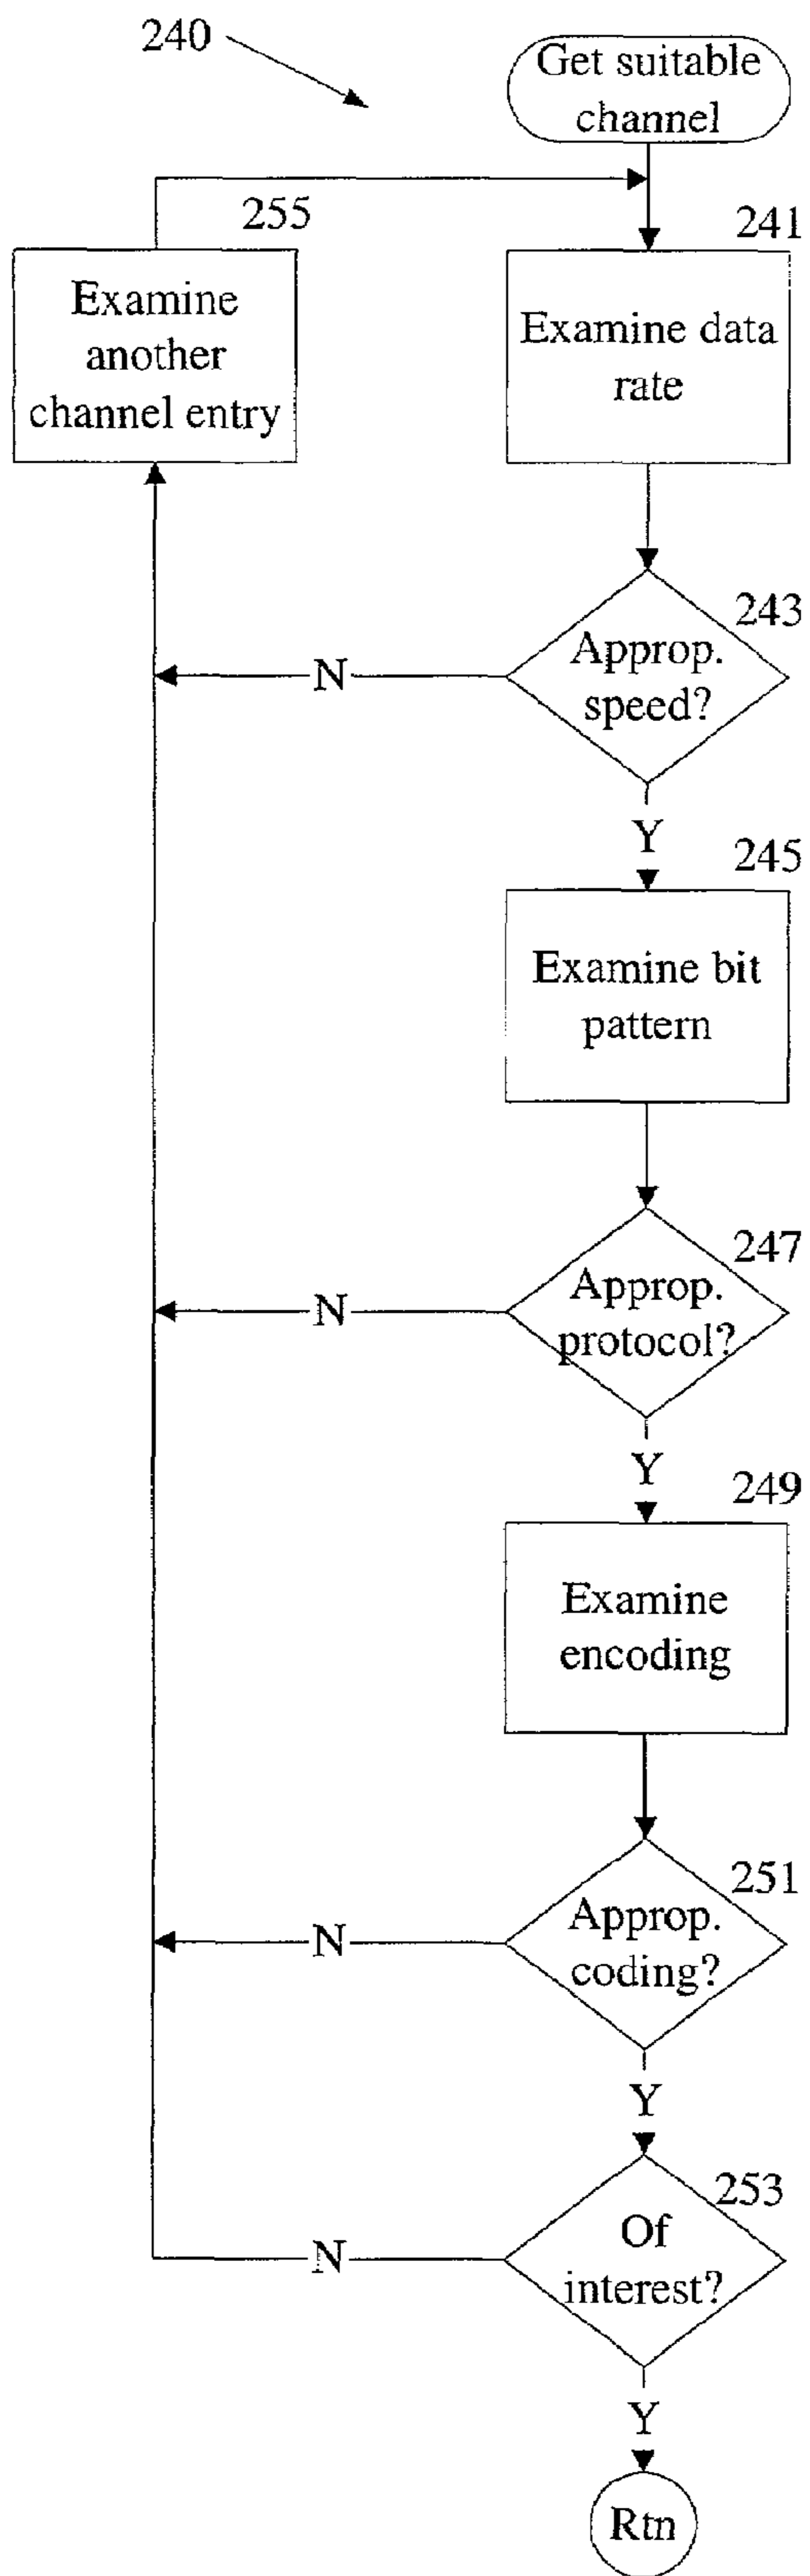 240
Get suitable
channel
255
241
Examine
another
channel entry
Examine data
rate
243
Approp.
speed?
N
Y
245
Examine bit
pattern
247
Approp.
protocol?
N
Y
249
Examine
encoding
251
Approp.
coding?
N
Y
253
Of
interest?
N
Y
Rtn